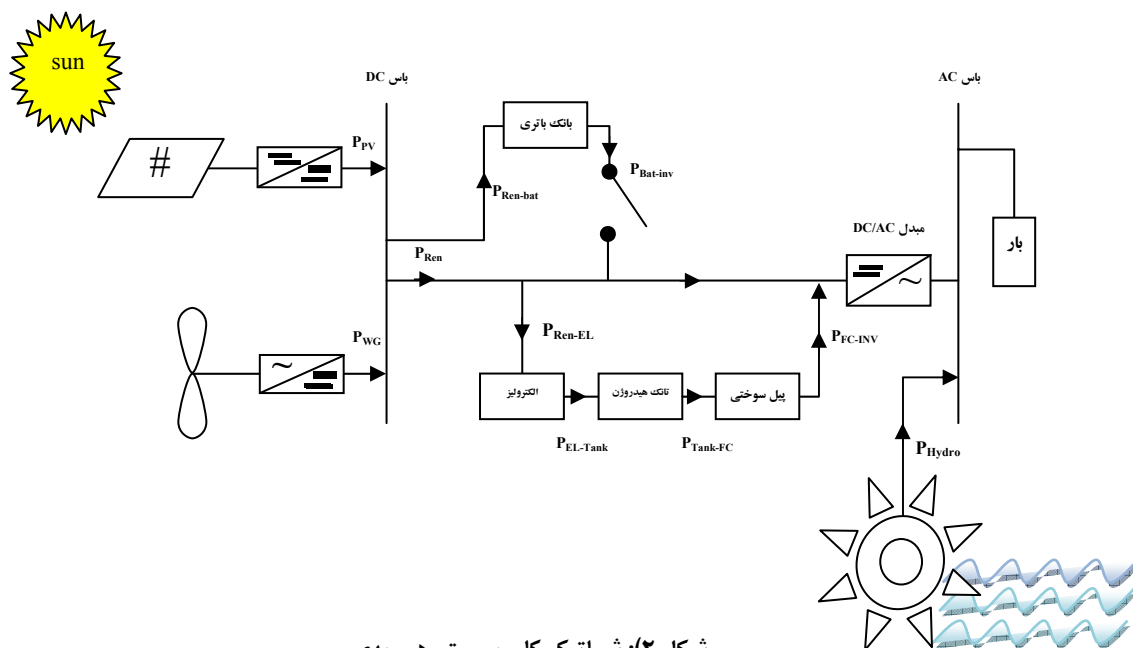 sun
باس DC
باس AC
P_PV
بانک باتری
P_Bat-inv
P_Ren-bat
مبدل DC/AC
بار
P_Ren
P_WG
P_Ren-EL
P_FC-INV
الکترولیز
تانک هیدروژن
پیل سوختی
P_EL-Tank
P_Tank-FC
P_Hydro